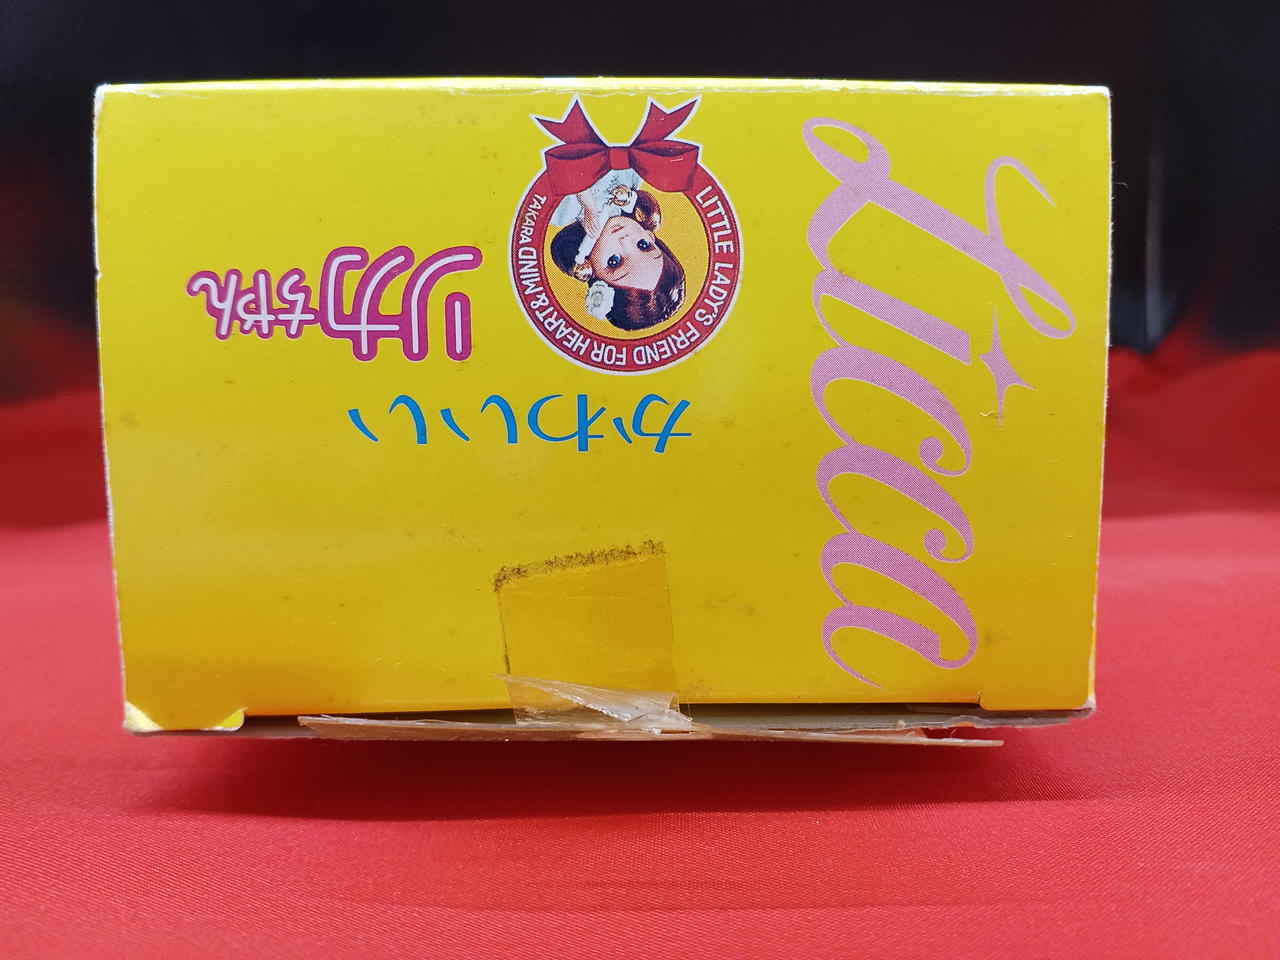 かわいい
リカちゃん
LITTLE LADY'S FRIEND FOR HEART & MIND TAKARA
Licca